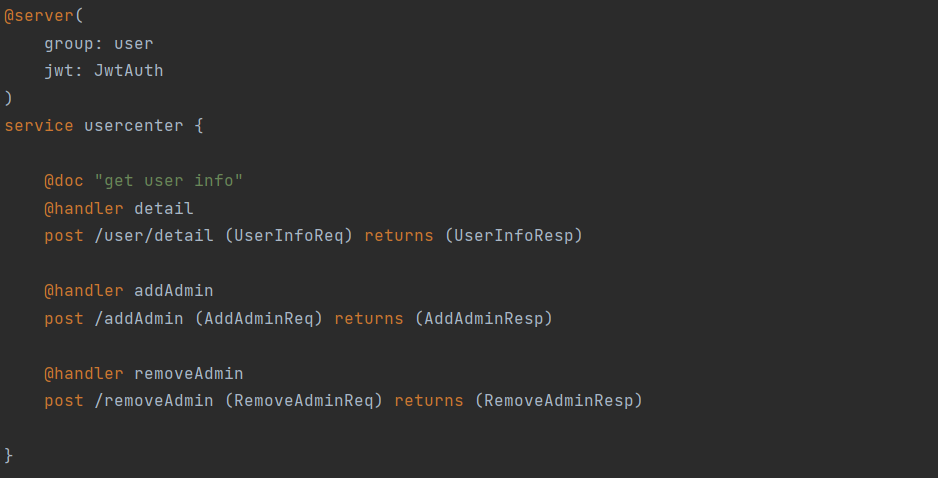 @server(
    group: user
    jwt: JwtAuth
)
service usercenter {
    @doc "get user info"
    @handler detail
    post /user/detail (UserInfoReq) returns (UserInfoResp)
    @handler addAdmin
    post /addAdmin (AddAdminReq) returns (AddAdminResp)
    @handler removeAdmin
    post /removeAdmin (RemoveAdminReq) returns (RemoveAdminResp)
}